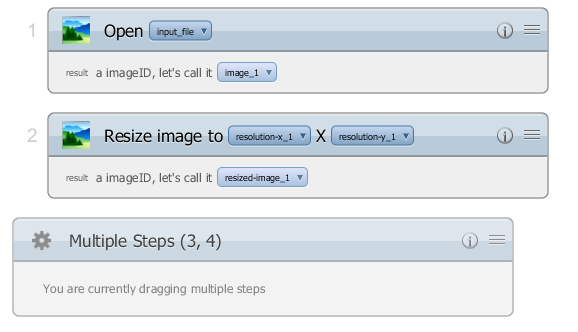 1 Open input_file
result a imageID, let's call it image_1
2 Resize image to resolution-x_1 X resolution-y_1
result a imageID, let's call it resized-image_1
Multiple Steps (3, 4)
You are currently dragging multiple steps